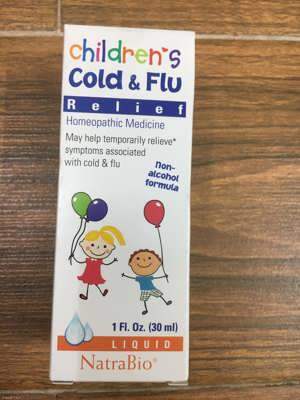 children's
Cold & Flu
Relief
Homeopathic Medicine
May help temporarily relieve*
symptoms associated
with cold & flu
non-
alcohol
formula
1 Fl. Oz. (30 ml)
LIQUID
NatraBio®